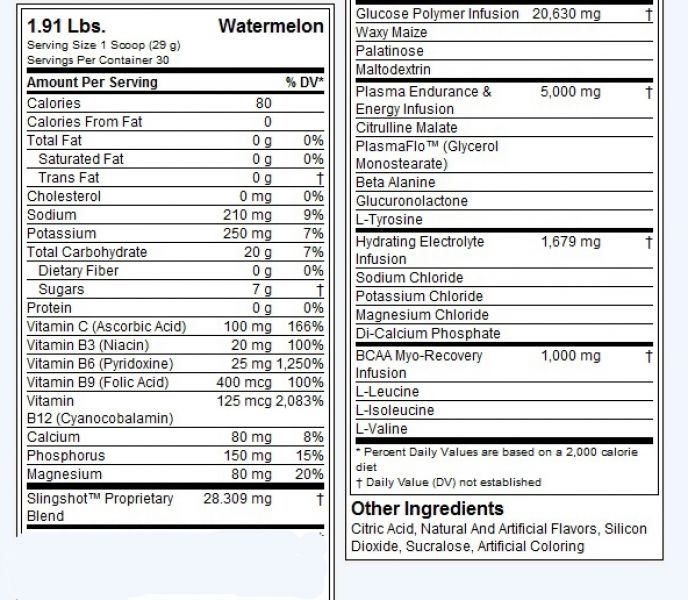 1.91 Lbs. Watermelon
Serving Size 1 Scoop (29 g)
Servings Per Container 30
Amount Per Serving % DV*
Calories 80
Calories From Fat 0
Total Fat 0 g 0%
Saturated Fat 0 g 0%
Trans Fat 0 g †
Cholesterol 0 mg 0%
Sodium 210 mg 9%
Potassium 250 mg 7%
Total Carbohydrate 20 g 7%
Dietary Fiber 0 g 0%
Sugars 7 g †
Protein 0 g 0%
Vitamin C (Ascorbic Acid) 100 mg 166%
Vitamin B3 (Niacin) 20 mg 100%
Vitamin B6 (Pyridoxine) 25 mg 1,250%
Vitamin B9 (Folic Acid) 400 mcg 100%
Vitamin 125 mcg 2,083%
B12 (Cyanocobalamin)
Calcium 80 mg 8%
Phosphorus 150 mg 15%
Magnesium 80 mg 20%
Slingshot™ Proprietary 28.309 mg †
Blend
Glucose Polymer Infusion 20,630 mg †
Waxy Maize
Palatinose
Maltodextrin
Plasma Endurance & 5,000 mg †
Energy Infusion
Citrulline Malate
PlasmaFlo™ (Glycerol
Monostearate)
Beta Alanine
Glucuronolactone
L-Tyrosine
Hydrating Electrolyte 1,679 mg †
Infusion
Sodium Chloride
Potassium Chloride
Magnesium Chloride
Di-Calcium Phosphate
BCAA Myo-Recovery 1,000 mg †
Infusion
L-Leucine
L-Isoleucine
L-Valine
* Percent Daily Values are based on a 2,000 calorie
diet
† Daily Value (DV) not established
Other Ingredients
Citric Acid, Natural And Artificial Flavors, Silicon
Dioxide, Sucralose, Artificial Coloring